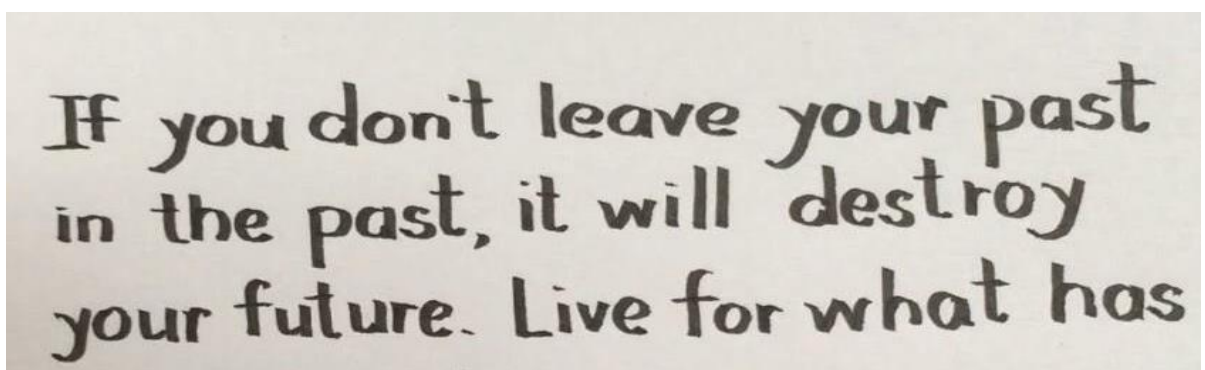 If you don't leave your past
in the past, it will destroy
your future. Live for what has